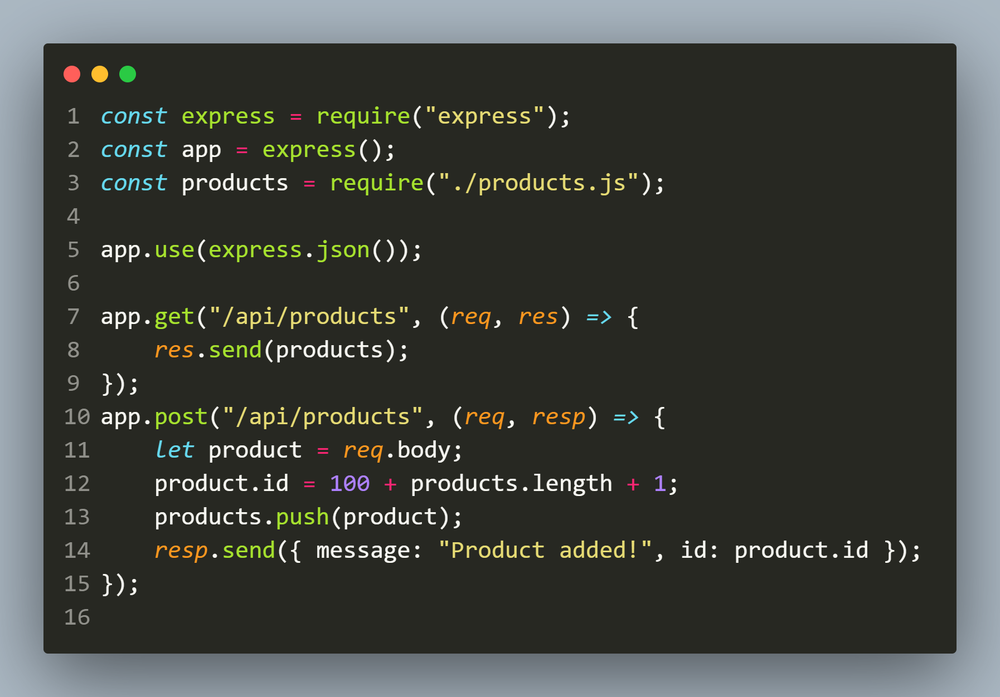 1 const express = require("express");
2 const app = express();
3 const products = require("./products.js");
4
5 app.use(express.json());
6
7 app.get("/api/products", (req, res) => {
8     res.send(products);
9 });
10 app.post("/api/products", (req, resp) => {
11     let product = req.body;
12     product.id = 100 + products.length + 1;
13     products.push(product);
14     resp.send({ message: "Product added!", id: product.id });
15 });
16